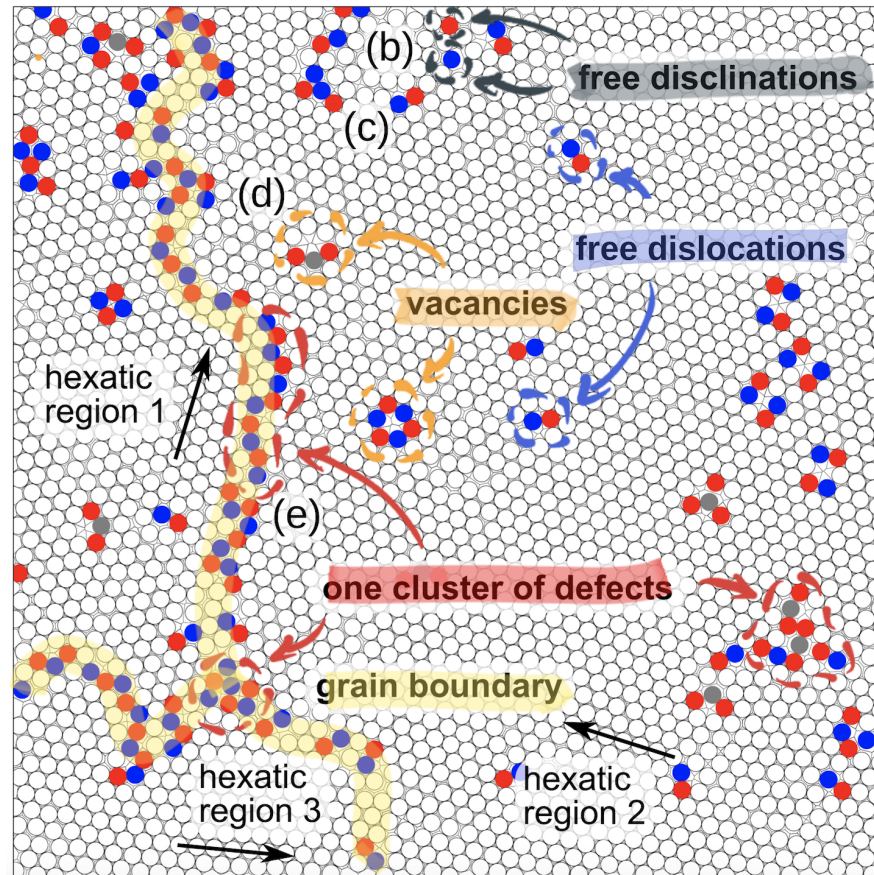 (b)
free disclinations
(c)
(d)
free dislocations
vacancies
hexatic
region 1
(e)
one cluster of defects
grain boundary
hexatic
region 3
hexatic
region 2